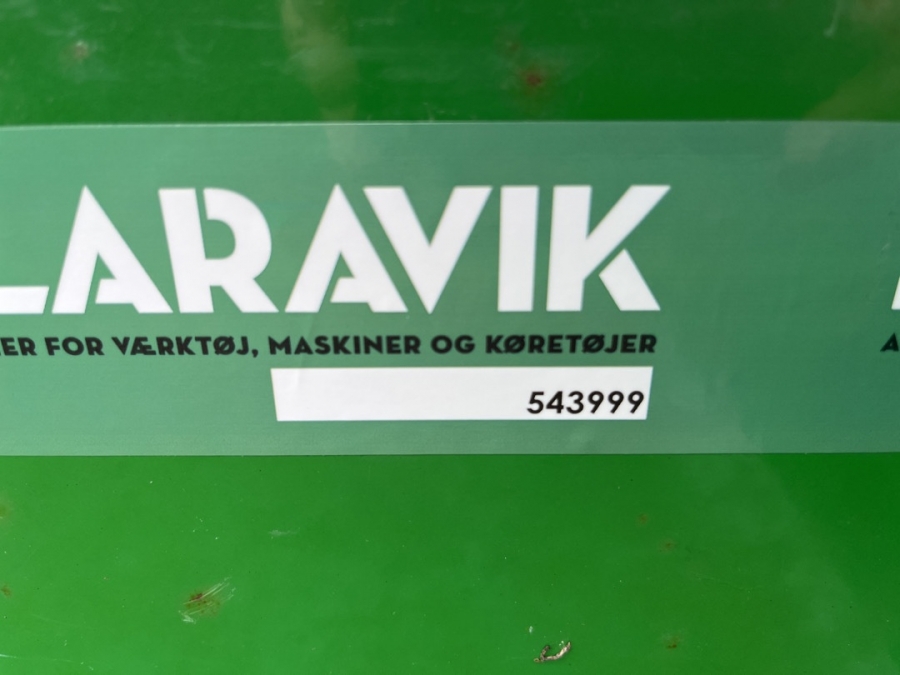 LARAVIK
ER FOR VÆRKTØJ, MASKINER OG KØRETØJER
543999